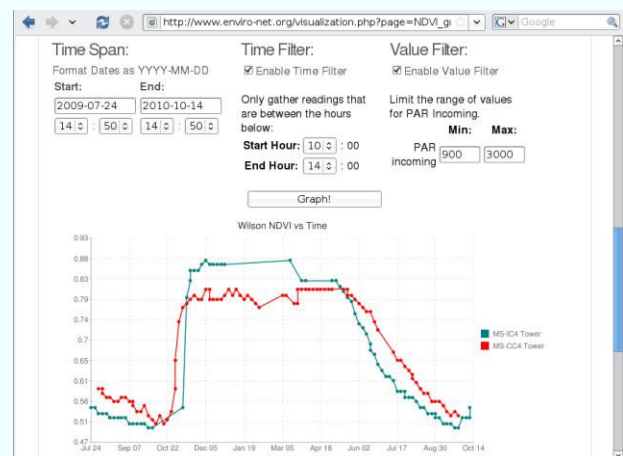 http://www.enviro-net.org/visualization.php?page=NDVI_gr
Google
Time Span:
Format Dates as YYYY-MM-DD
Start: End:
2009-07-24 2010-10-14
14 : 50 14 : 50
Time Filter:
Enable Time Filter
Only gather readings that
are between the hours
below:
Start Hour: 10 : 00
End Hour: 14 : 00
Value Filter:
Enable Value Filter
Limit the range of values
for PAR Incoming.
Min: Max:
PAR
incoming 900 3000
Graph!
Wilson NDVI vs Time
0.93
0.88
0.83
0.79
0.74
0.7
0.65
0.61
0.56
0.51
0.47
Jul 24 Sep 07 Oct 22 Dec 05 Jan 19 Mar 05 Apr 18 Jun 02 Jul 17 Aug 30 Oct 14
MS-IC4 Tower
MS-CC4 Tower